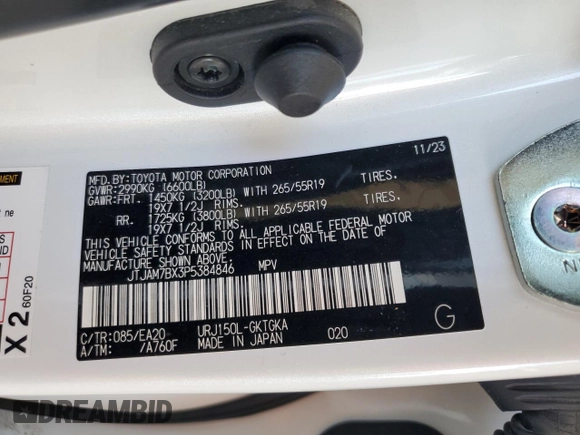 11/23
MFD.BY:TOYOTA MOTOR CORPORATION
GVWR:2990KG (6600LB)
GAWR:FRT. 1450KG (3200LB) WITH 265/55R19 TIRES.
19X7 1/2J RIMS.
RR. 1725KG (3800LB) WITH 265/55R19 TIRES.
19X7 1/2J RIMS.
THIS VEHICLE CONFORMS TO ALL APPLICABLE FEDERAL MOTOR
VEHICLE SAFETY STANDARDS IN EFFECT ON THE DATE OF
MANUFACTURE SHOWN ABOVE.
JTJAM7BX3P5384846 MPV
C/TR:085/EA20 URJ150L-GKTGKA
A/TM: /A760F MADE IN JAPAN 020
G
ne
X 2
60F20
DREAMBID